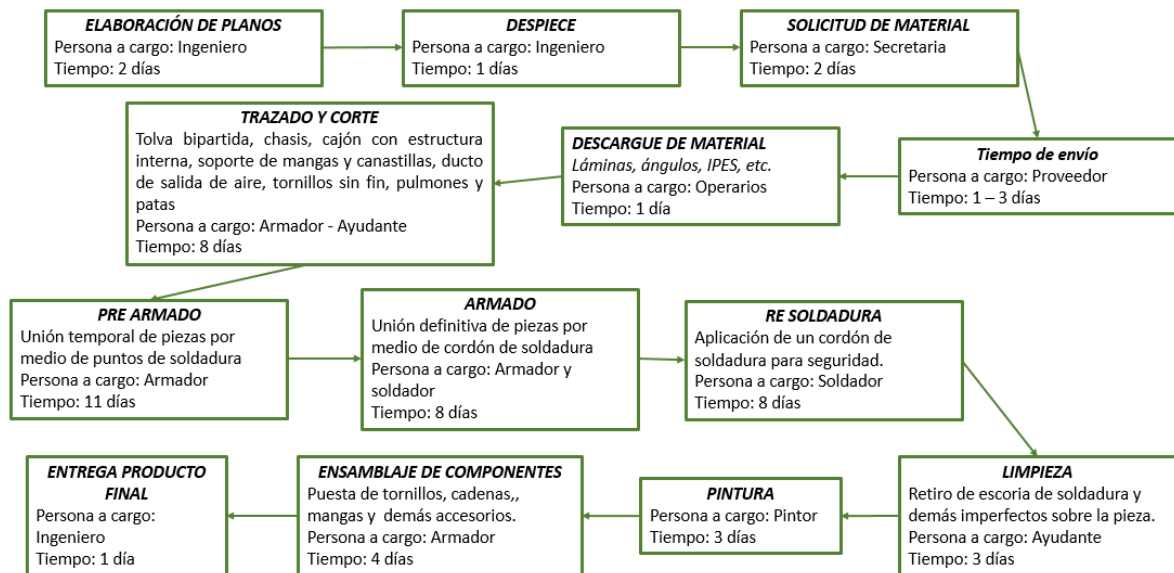 ELABORACIÓN DE PLANOS
Persona a cargo: Ingeniero
Tiempo: 2 días
DESPIECE
Persona a cargo: Ingeniero
Tiempo: 1 días
SOLICITUD DE MATERIAL
Persona a cargo: Secretaria
Tiempo: 2 días
Tiempo de envío
Persona a cargo: Proveedor
Tiempo: 1 – 3 días
DESCARGUE DE MATERIAL
Láminas, ángulos, IPES, etc.
Persona a cargo: Operarios
Tiempo: 1 día
TRAZADO Y CORTE
Tolva bipartida, chasis, cajón con estructura
interna, soporte de mangas y canastillas, ducto
de salida de aire, tornillos sin fin, pulmones y
patas
Persona a cargo: Armador - Ayudante
Tiempo: 8 días
PRE ARMADO
Unión temporal de piezas por
medio de puntos de soldadura
Persona a cargo: Armador
Tiempo: 11 días
ARMADO
Unión definitiva de piezas por
medio de cordón de soldadura
Persona a cargo: Armador y
soldador
Tiempo: 8 días
RE SOLDADURA
Aplicación de un cordón de
soldadura para seguridad.
Persona a cargo: Soldador
Tiempo: 8 días
LIMPIEZA
Retiro de escoria de soldadura y
demás imperfectos sobre la pieza.
Persona a cargo: Ayudante
Tiempo: 3 días
PINTURA
Persona a cargo: Pintor
Tiempo: 3 días
ENSAMBLAJE DE COMPONENTES
Puesta de tornillos, cadenas,,
mangas y demás accesorios.
Persona a cargo: Armador
Tiempo: 4 días
ENTREGA PRODUCTO
FINAL
Persona a cargo:
Ingeniero
Tiempo: 1 día